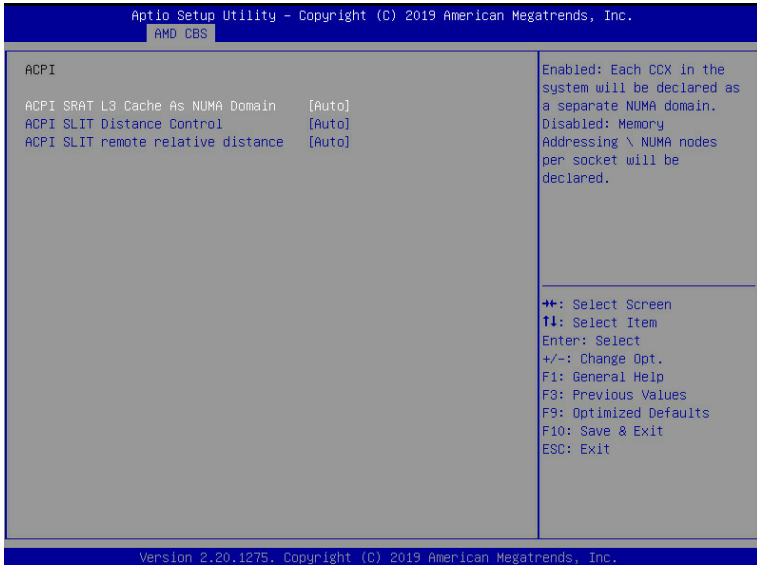 Aptio Setup Utility – Copyright (C) 2019 American Megatrends, Inc.
AMD CBS
ACPI
ACPI SRAT L3 Cache As NUMA Domain [Auto]
ACPI SLIT Distance Control [Auto]
ACPI SLIT remote relative distance [Auto]
Enabled: Each CCX in the
system will be declared as
a separate NUMA domain.
Disabled: Memory
Addressing \ NUMA nodes
per socket will be
declared.
→←: Select Screen
↑↓: Select Item
Enter: Select
+/-: Change Opt.
F1: General Help
F3: Previous Values
F9: Optimized Defaults
F10: Save & Exit
ESC: Exit
Version 2.20.1275. Copyright (C) 2019 American Megatrends, Inc.